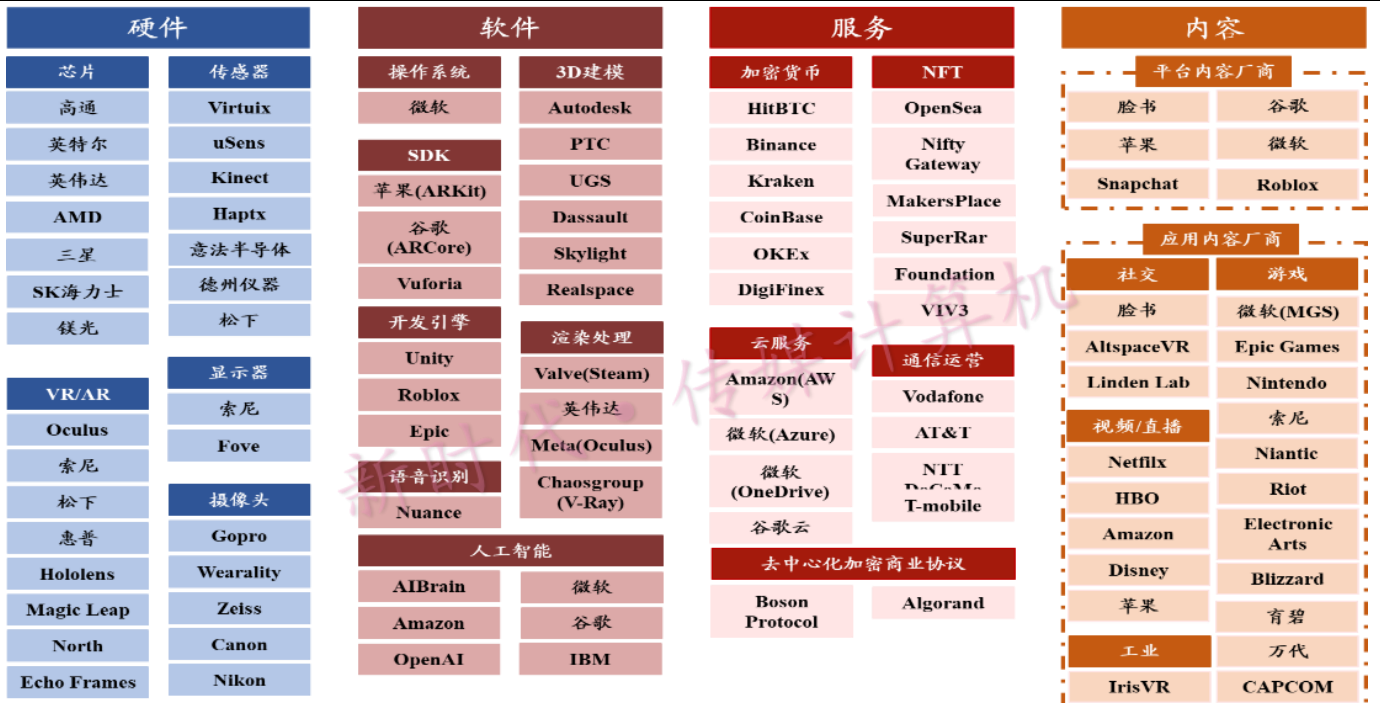 硬件
芯片
高通
英特尔
英伟达
AMD
三星
SK海力士
镁光
VR/AR
Oculus
索尼
松下
惠普
Hololens
Magic Leap
North
Echo Frames
传感器
Virtuix
uSens
Kinect
Haptx
意法半导体
德州仪器
松下
显示器
索尼
Fove
摄像头
Gopro
Wearality
Zeiss
Canon
Nikon
软件
操作系统
微软
SDK
苹果(ARKit)
谷歌
(ARCore)
Vuforia
开发引擎
Unity
Roblox
Epic
语音识别
Nuance
3D建模
Autodesk
PTC
UGS
Dassault
Skylight
Realspace
渲染处理
Valve(Steam)
英伟达
Meta(Oculus)
Chaosgroup
(V-Ray)
人工智能
AIBrain
微软
Amazon
谷歌
OpenAI
IBM
服务
加密货币
HitBTC
Binance
Kraken
CoinBase
OKEx
DigiFinex
云服务
Amazon(AW
S)
微软(Azure)
微软
(OneDrive)
谷歌云
NFT
OpenSea
Nifty
Gateway
MakersPlace
SuperRar
Foundation
VIV3
通信运营
Vodafone
AT&T
NTT
DoCoMo
T-mobile
去中心化加密商业协议
Boson
Protocol
Algorand
内容
平台内容厂商
脸书
谷歌
苹果
微软
Snapchat
Roblox
应用内容厂商
社交
脸书
AltspaceVR
Linden Lab
视频/直播
Netfilx
HBO
Amazon
Disney
苹果
工业
IrisVR
游戏
微软(MGS)
Epic Games
Nintendo
索尼
Niantic
Riot
Electronic
Arts
Blizzard
育碧
万代
CAPCOM
新时代·传媒计算机